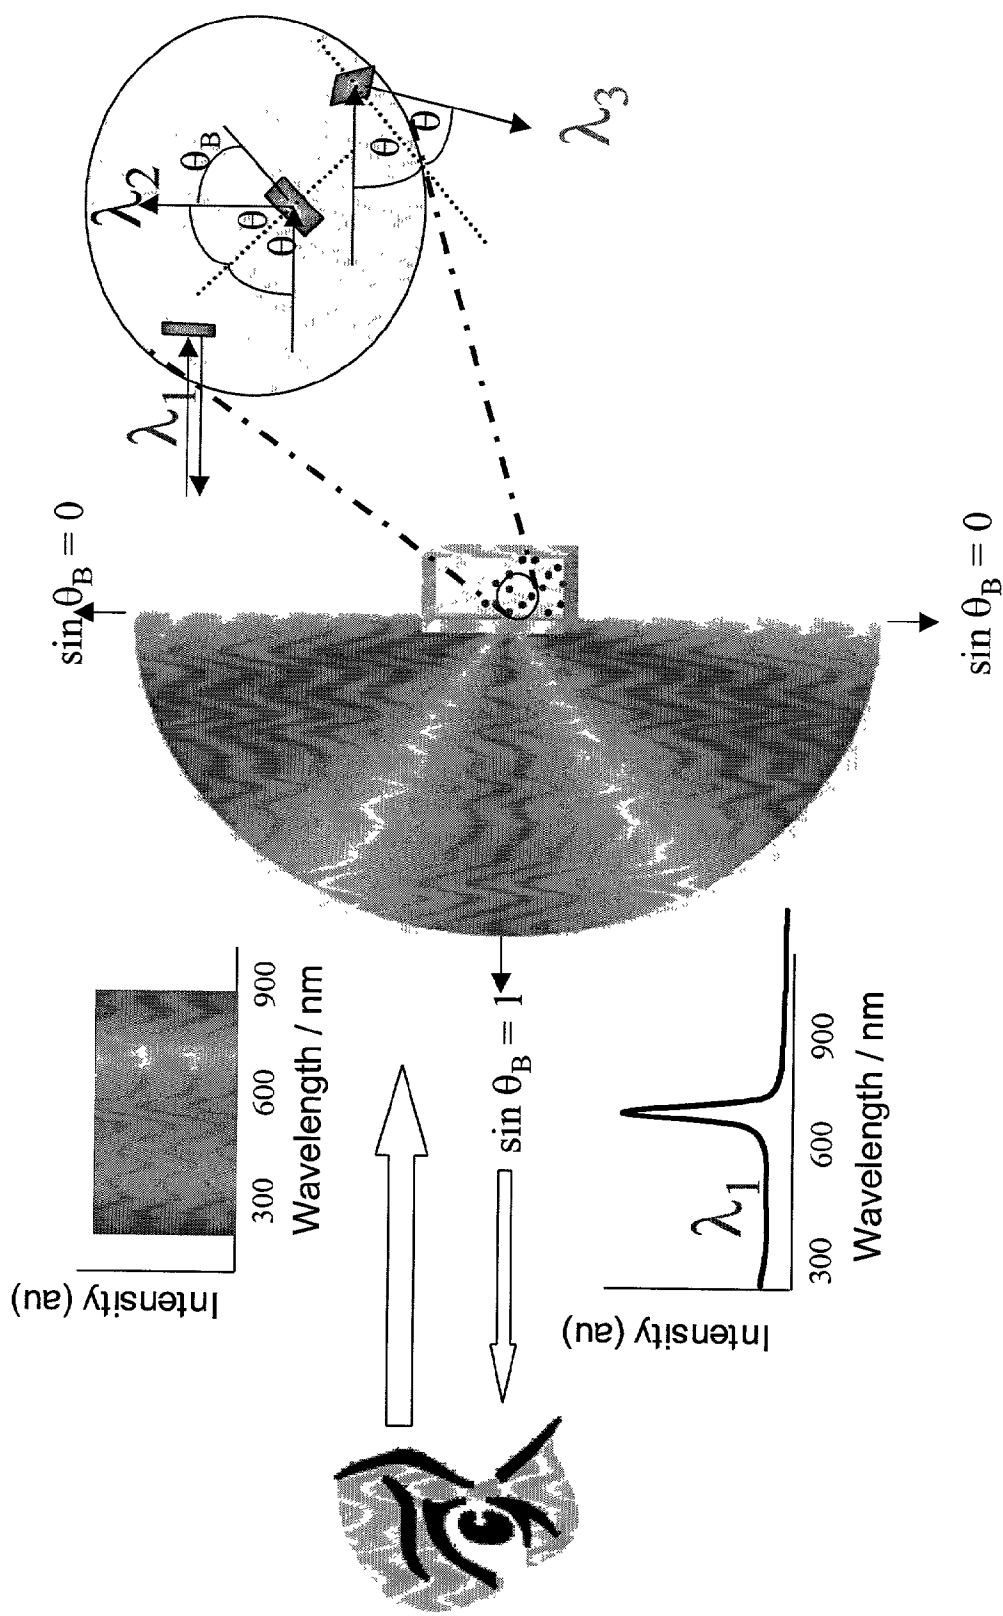 λ1
λ2
θB
θ
θ
θ
θ
λ3
sin θB = 0
sin θB = 0
sin θB = 1
Intensity (au)
300
600
900
Wavelength / nm
Intensity (au)
λ1
300
600
900
Wavelength / nm